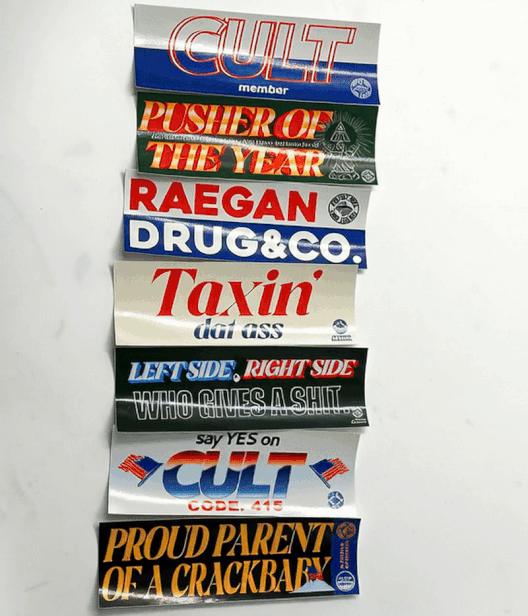 CULT
member
PUSHER OF
THE YEAR
RAEGAN
DRUG&CO.
Taxin'
dat ass
LEFT SIDE, RIGHT SIDE
WHO GIVES A SHIT.
say YES on
CULT
CODE. 415
PROUD PARENT
OF A CRACKBABY